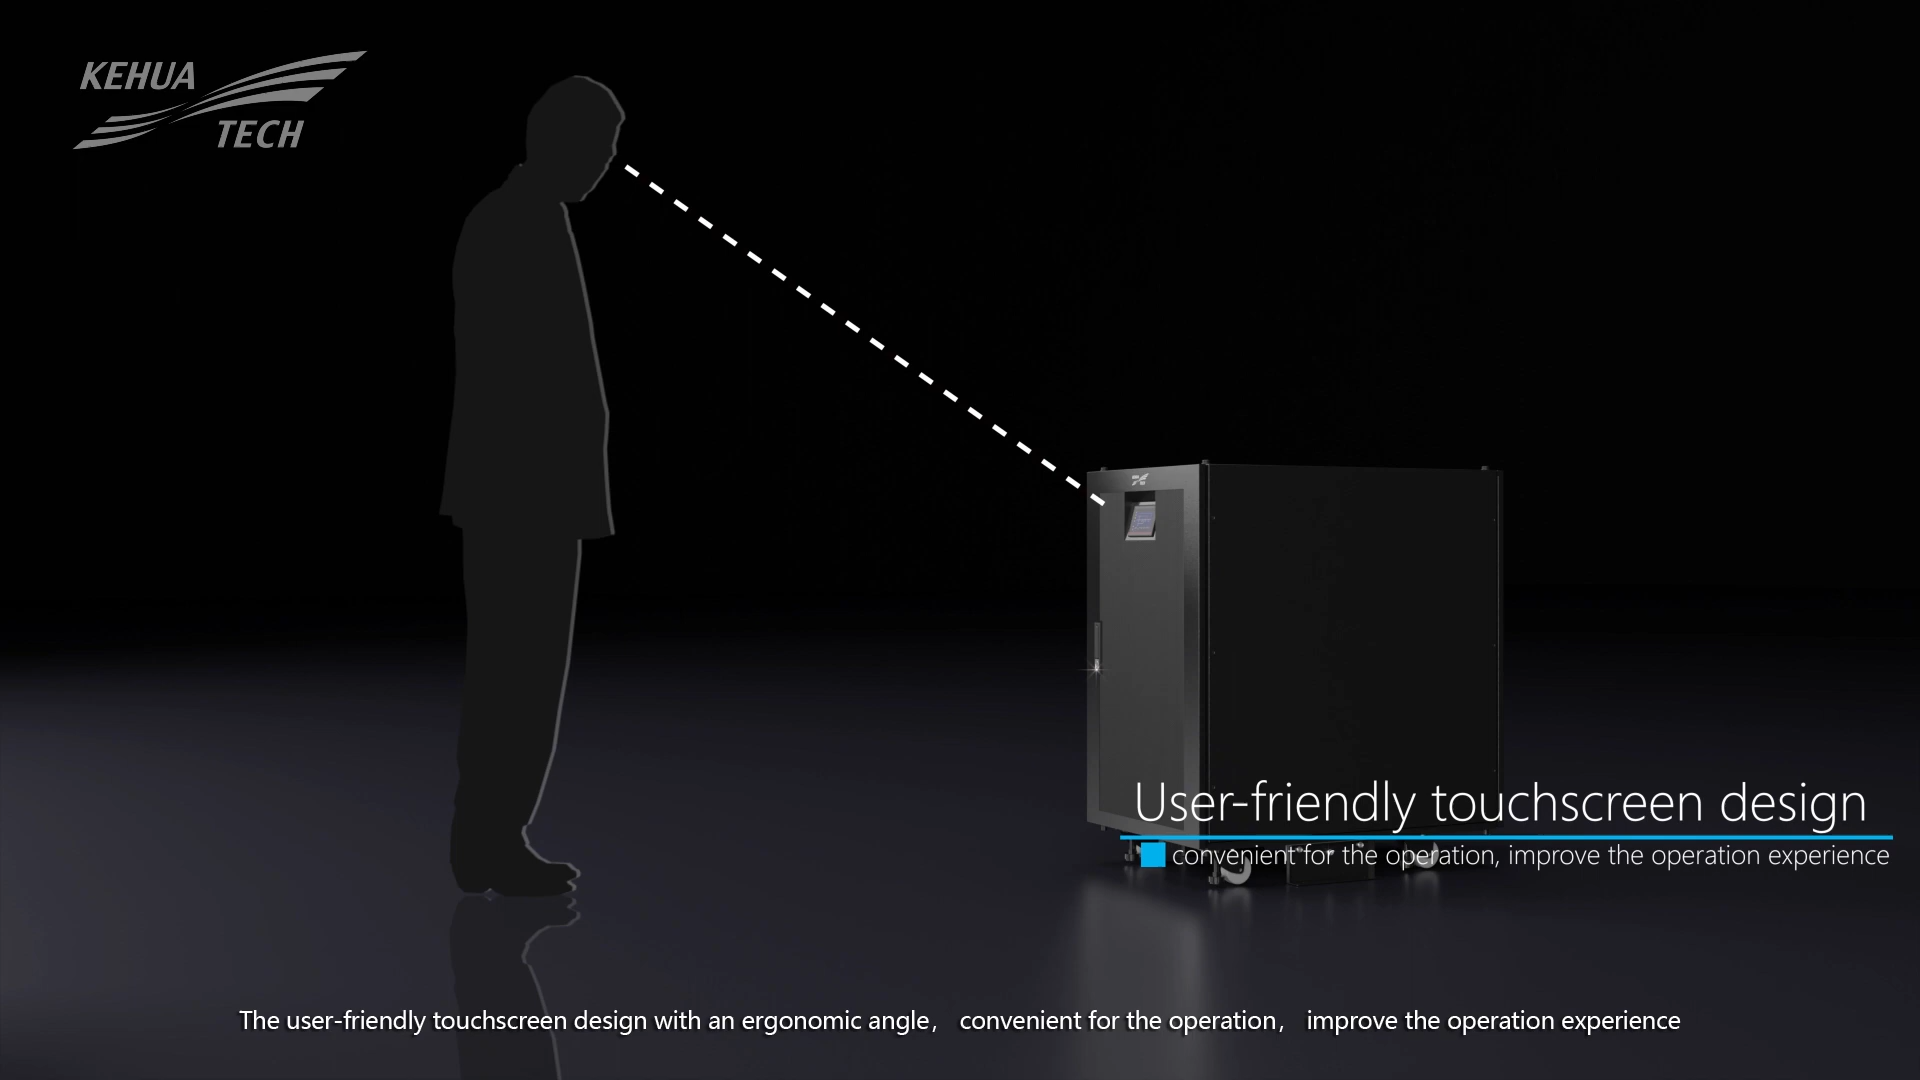 KEHUA
TECH
User-friendly touchscreen design
convenient for the operation, improve the operation experience
The user-friendly touchscreen design with an ergonomic angle, convenient for the operation, improve the operation experience